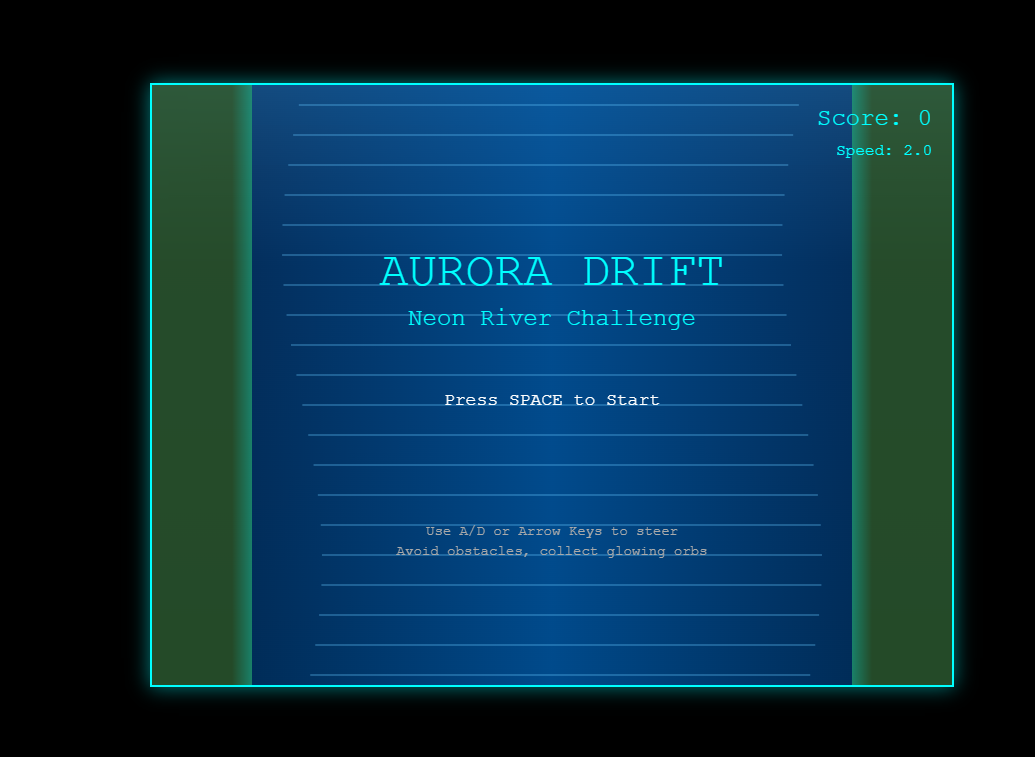 Score: 0
Speed: 2.0
AURORA DRIFT
Neon River Challenge
Press SPACE to Start
Use A/D or Arrow Keys to steer
Avoid obstacles, collect glowing orbs